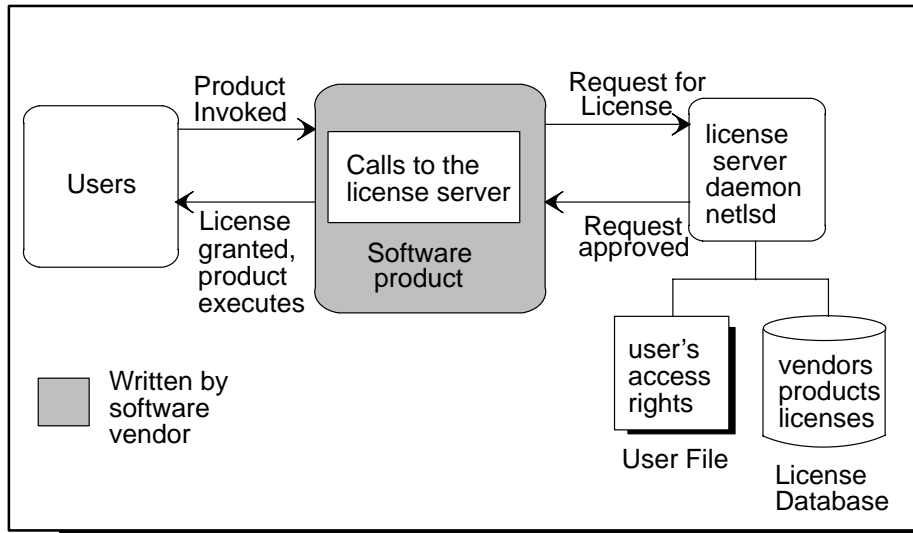 Product
Invoked
Request for
License
Users
Calls to the
license server
license
server
daemon
netlsd
License
granted,
product
executes
Software
product
Request
approved
user's
access
rights
vendors
products
licenses
Written by
software
vendor
User File
License
Database